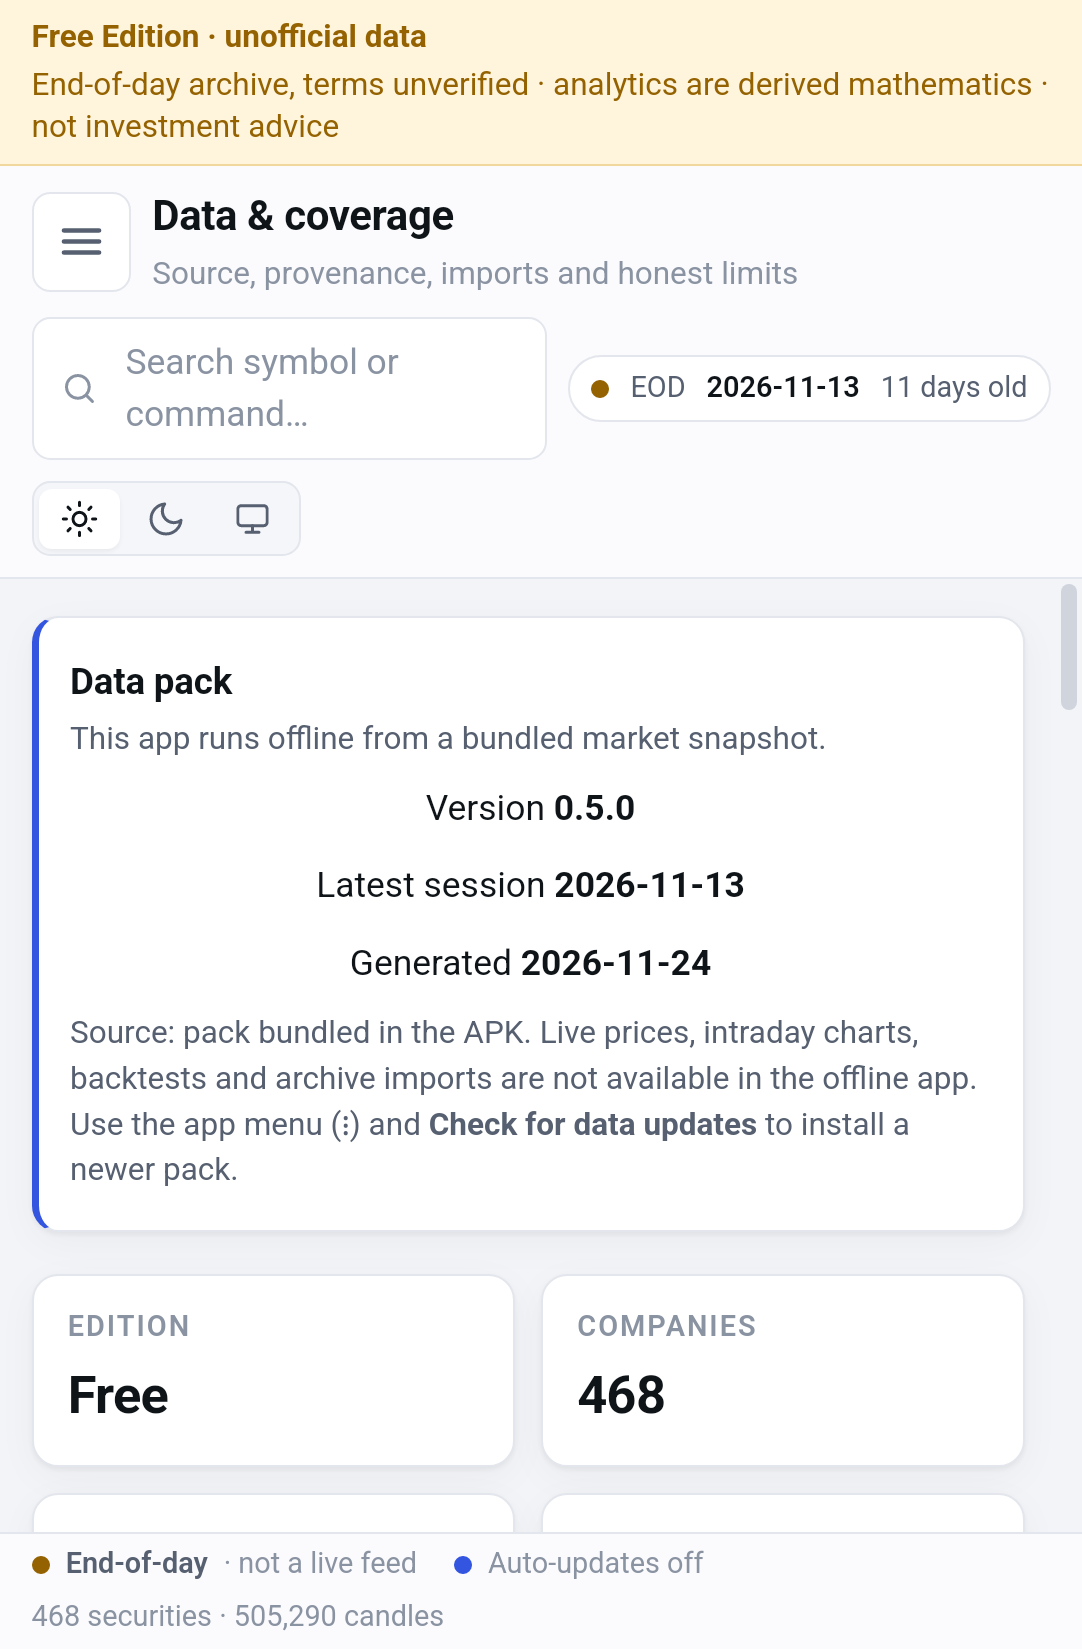 Free Edition · unofficial data
End-of-day archive, terms unverified · analytics are derived mathematics ·
not investment advice
Data & coverage
Source, provenance, imports and honest limits
Search symbol or
command...
EOD 2026-11-13 11 days old
Data pack
This app runs offline from a bundled market snapshot.
Version 0.5.0
Latest session 2026-11-13
Generated 2026-11-24
Source: pack bundled in the APK. Live prices, intraday charts,
backtests and archive imports are not available in the offline app.
Use the app menu (⋮) and Check for data updates to install a
newer pack.
EDITION
Free
COMPANIES
468
End-of-day · not a live feed
Auto-updates off
468 securities · 505,290 candles